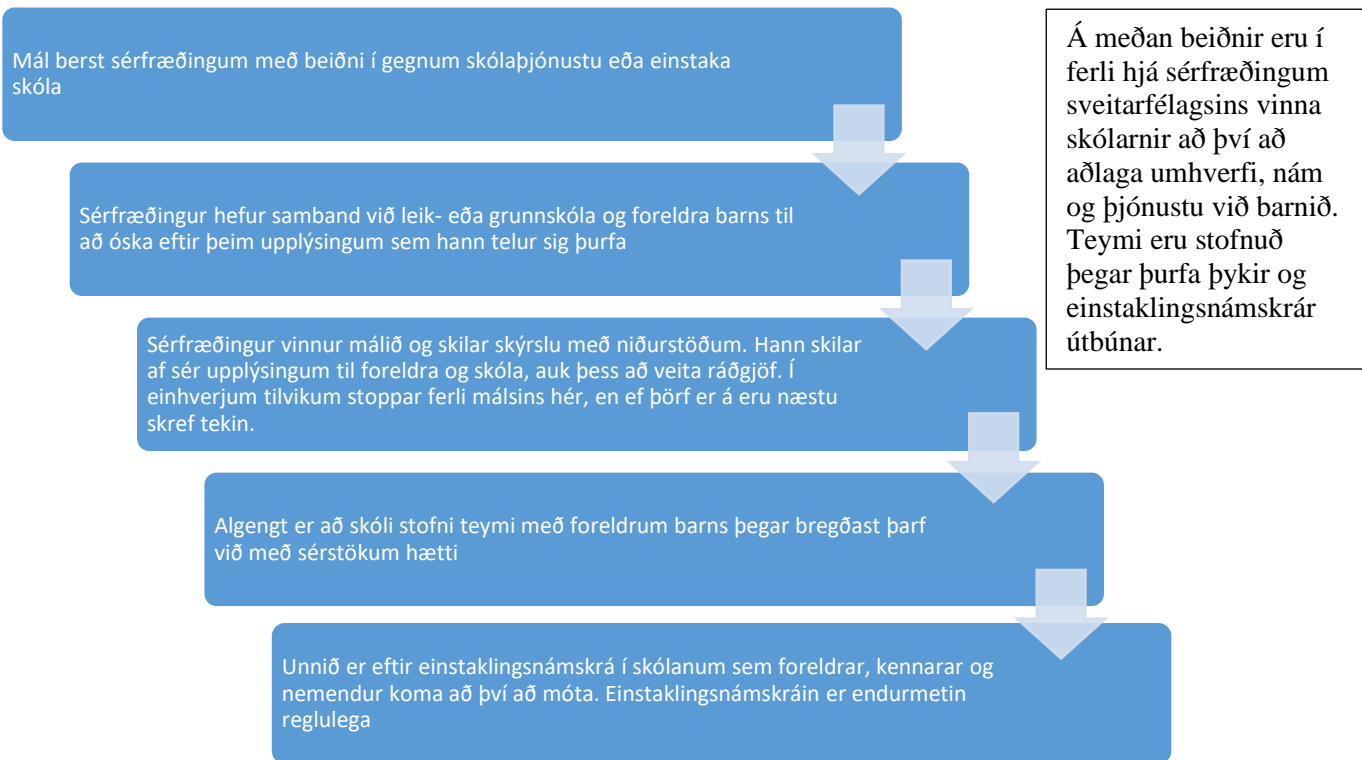 Mál berst sérfræðingum með beiðni í gegnum skólaþjónustu eða einstaka
skóla
Sérfræðingur hefur samband við leik- eða grunnskóla og foreldra barns til
að óska eftir þeim upplýsingum sem hann telur sig þurfa
Sérfræðingur vinnur málið og skilar skýrslu með niðurstöðum. Hann skilar
af sér upplýsingum til foreldra og skóla, auk þess að veita ráðgjöf. Í
einhverjum tilvikum stoppar ferli málsins hér, en ef þörf er á eru næstu
skref tekin.
Algengt er að skóli stofni teymi með foreldrum barns þegar bregðast þarf
við með sérstökum hætti
Unnið er eftir einstaklingsnámskrá í skólanum sem foreldrar, kennarar og
nemendur koma að því að móta. Einstaklingsnámskráin er endurmetin
reglulega
Á meðan beiðnir eru í
ferli hjá sérfræðingum
sveitarfélagsins vinna
skólarnir að því að
aðlaga umhverfi, nám
og þjónustu við barnið.
Teymi eru stofnuð
þegar þurfa þykir og
einstaklingsnámskrár
útbúnar.